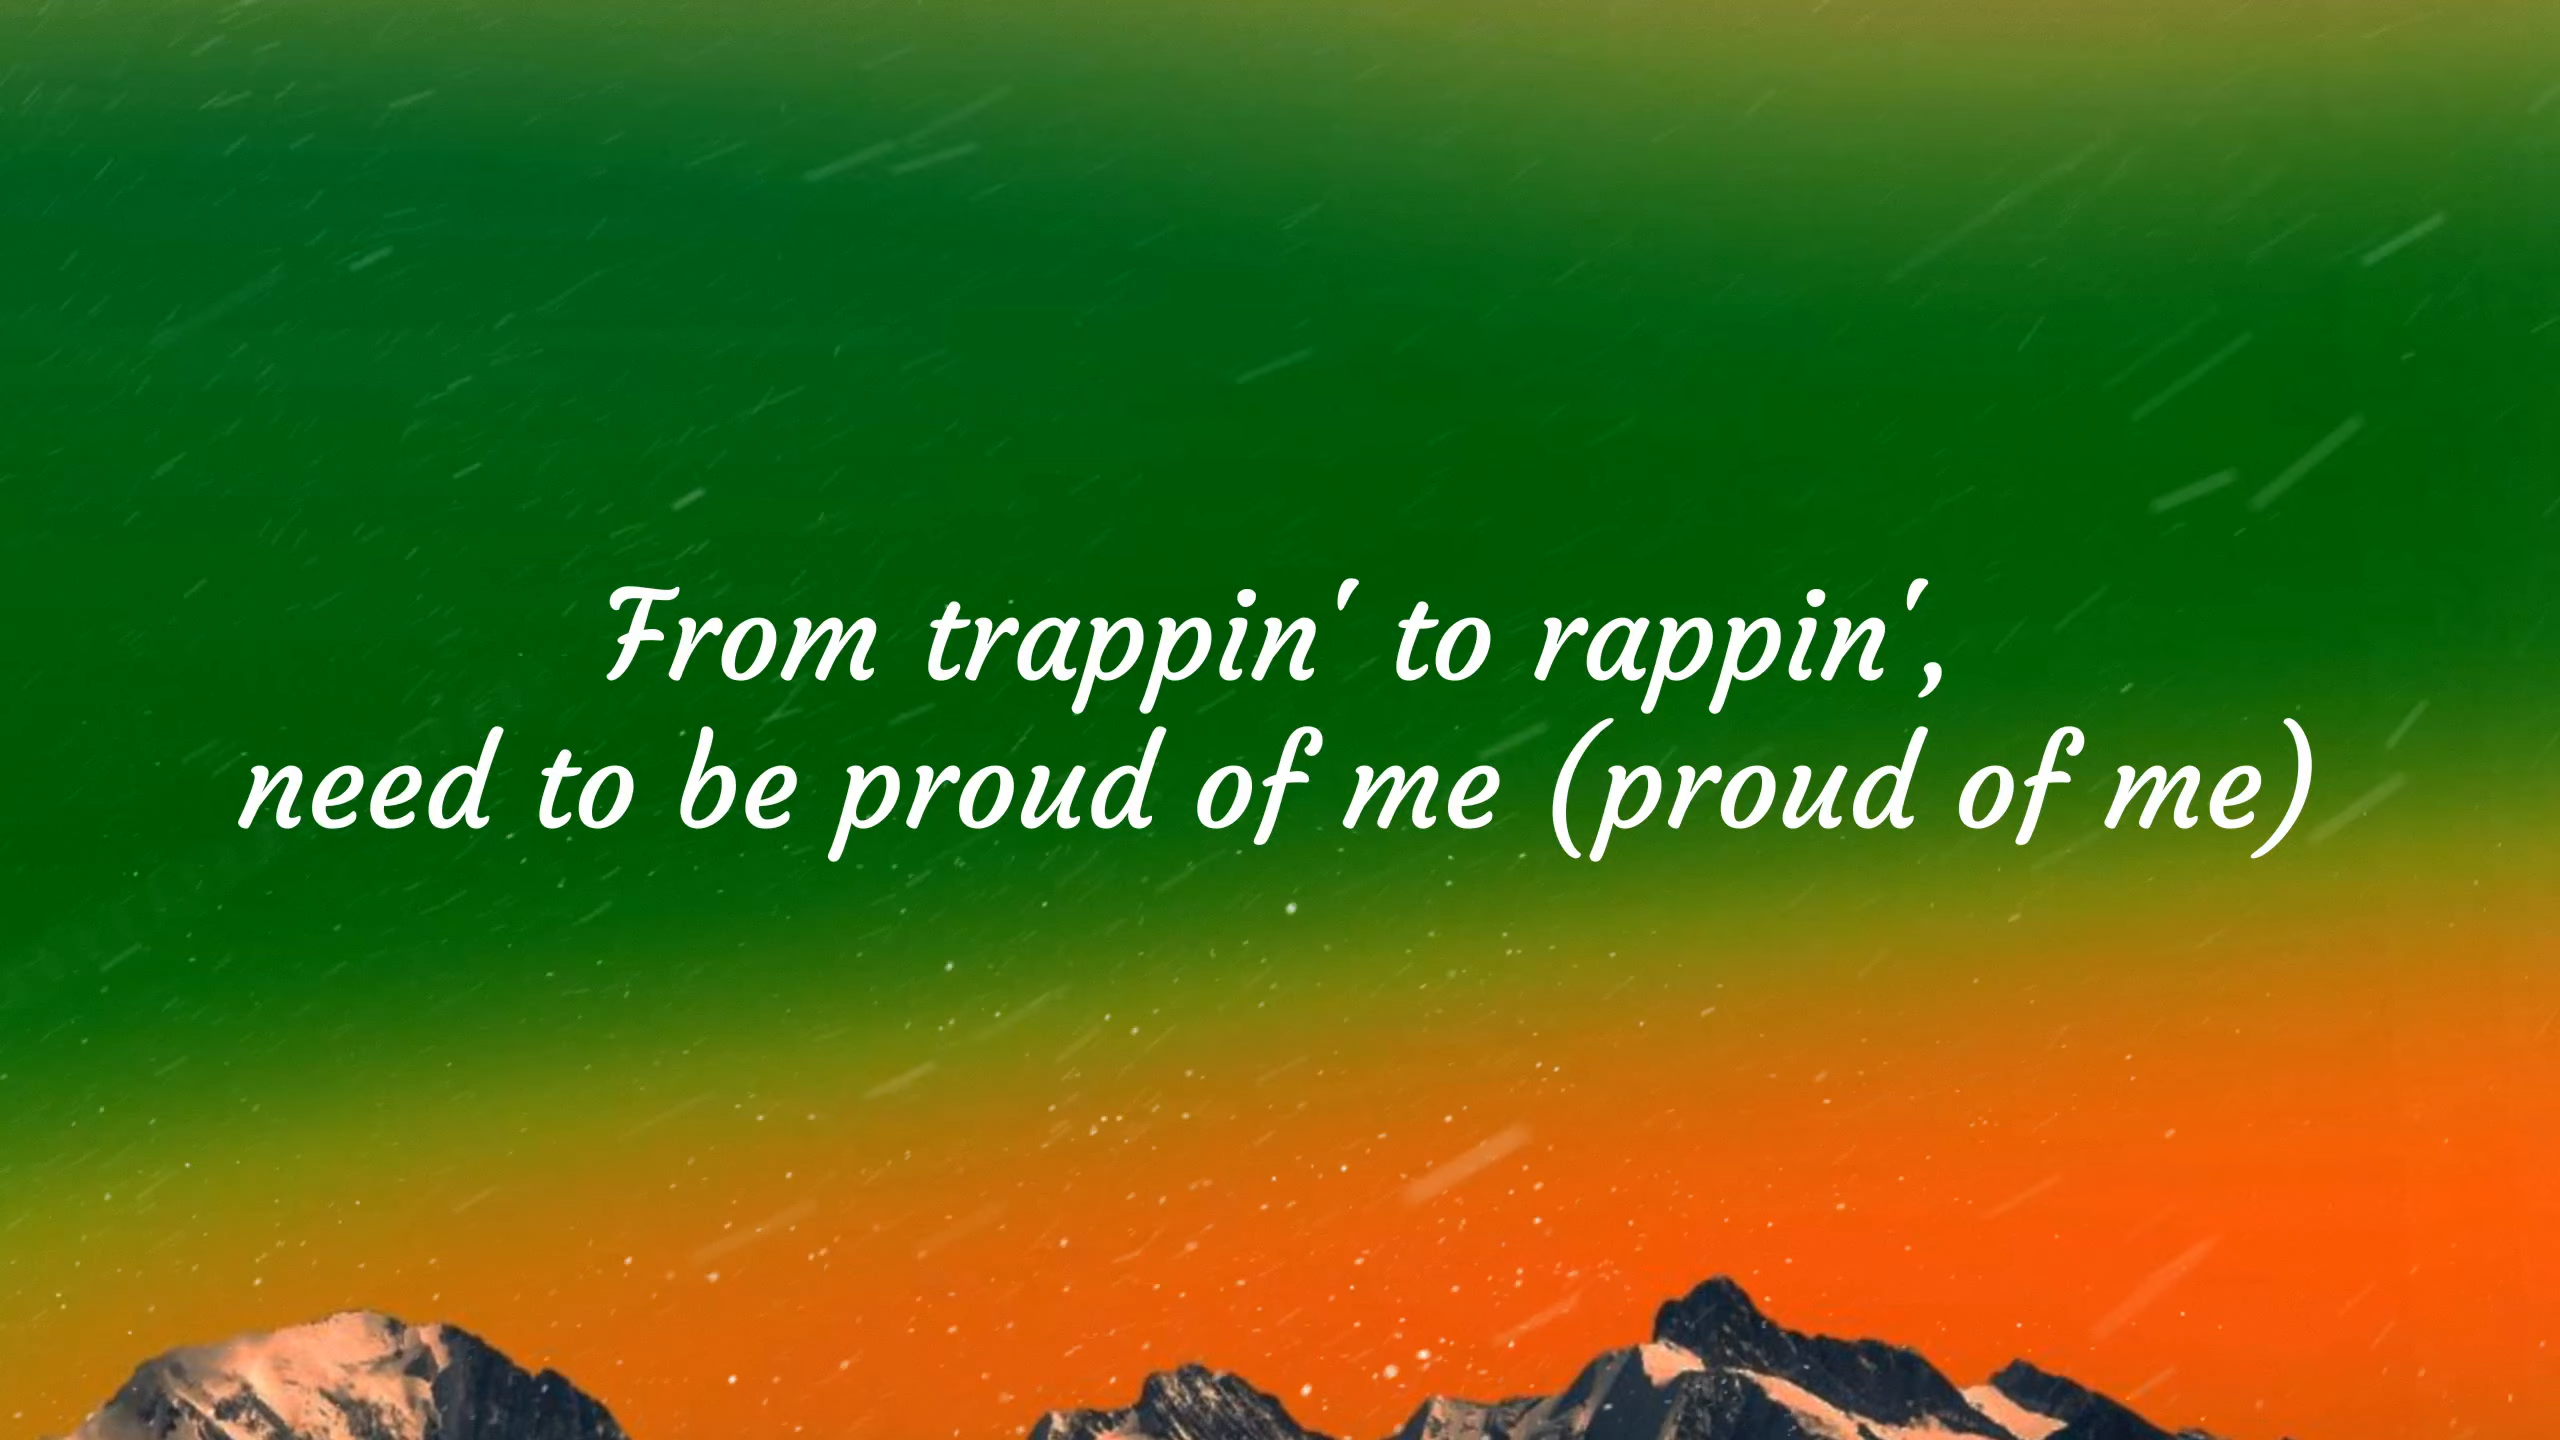 From trappin' to rappin',
need to be proud of me (proud of me)